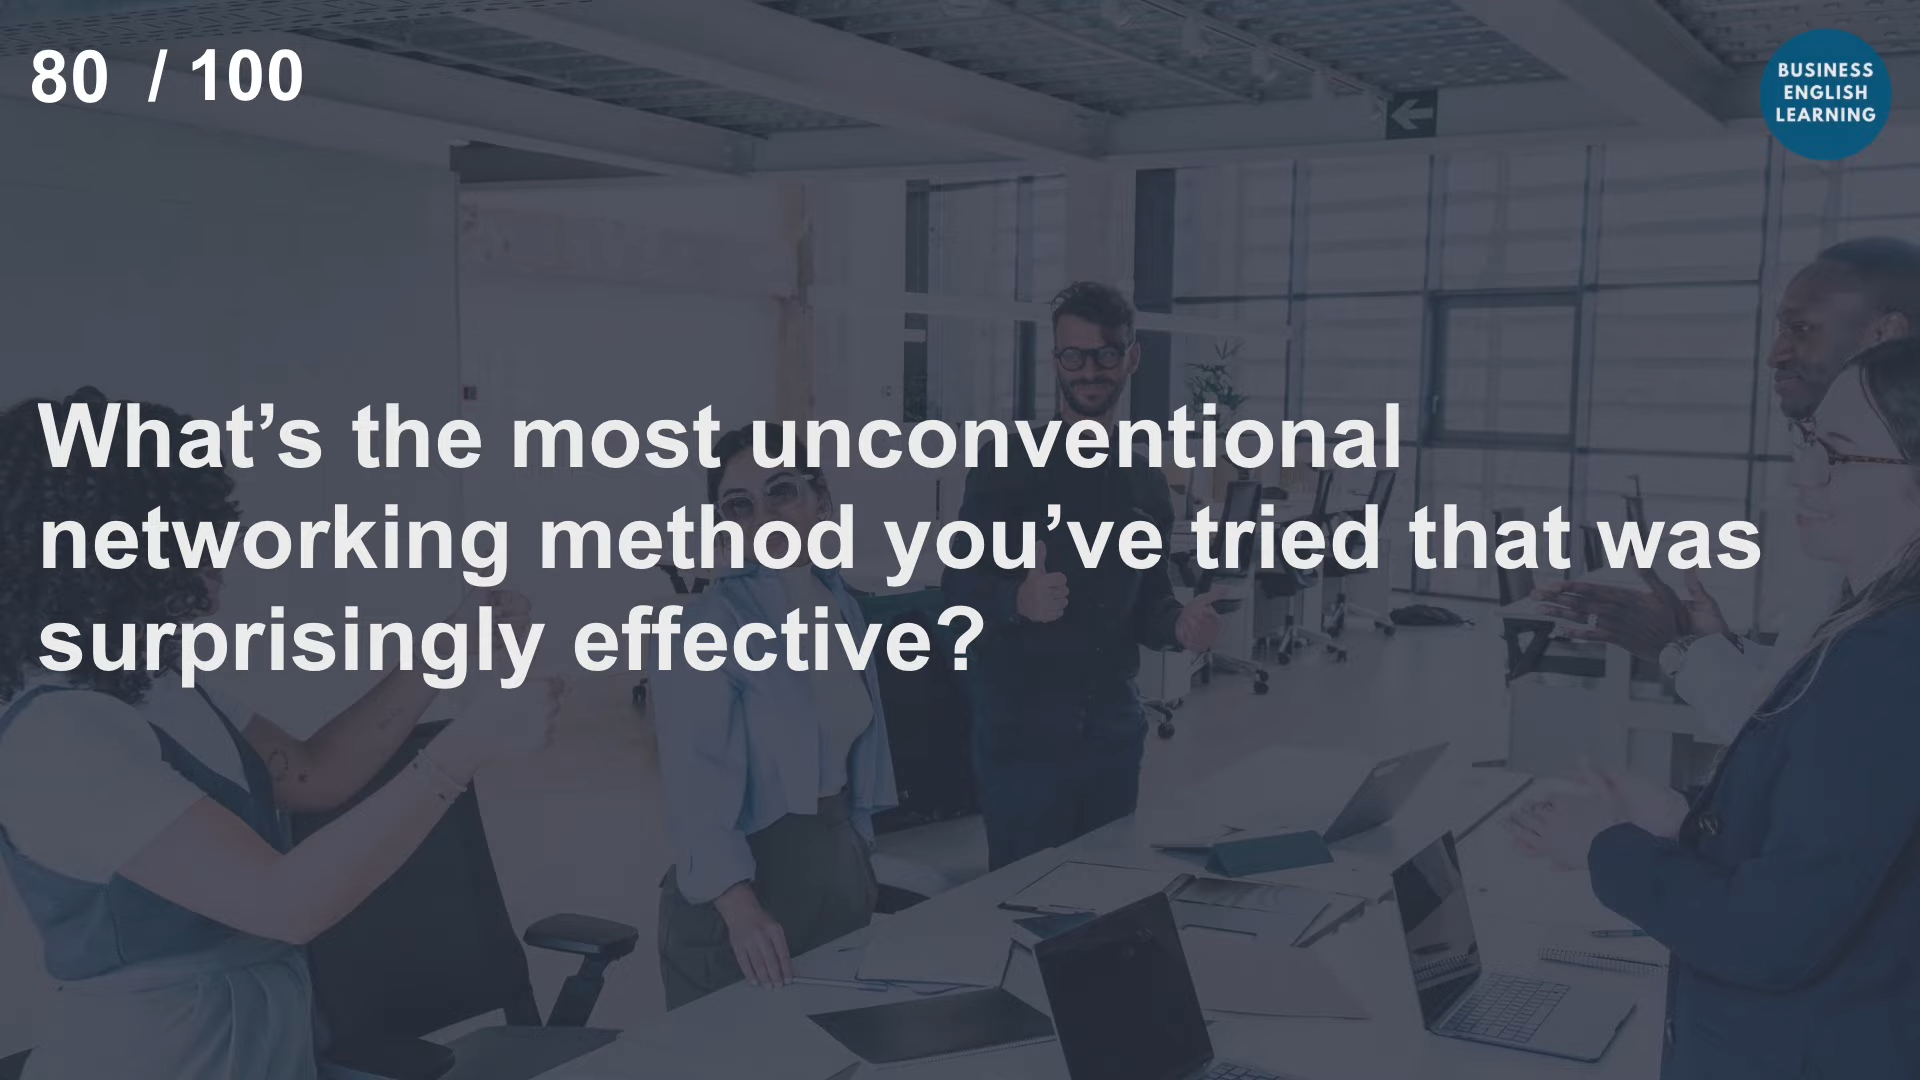 80 / 100
BUSINESS
ENGLISH
LEARNING
What’s the most unconventional
networking method you’ve tried that was
surprisingly effective?